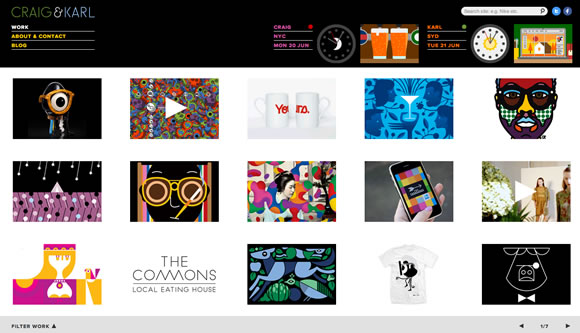 CRAIG & KARL
Search site: e.g. Nike etc.
WORK
ABOUT & CONTACT
BLOG
CRAIG
NYC
MON 20 JUN
KARL
SYD
TUE 21 JUN
THE
COMMONS
LOCAL EATING HOUSE
FILTER WORK
1/7